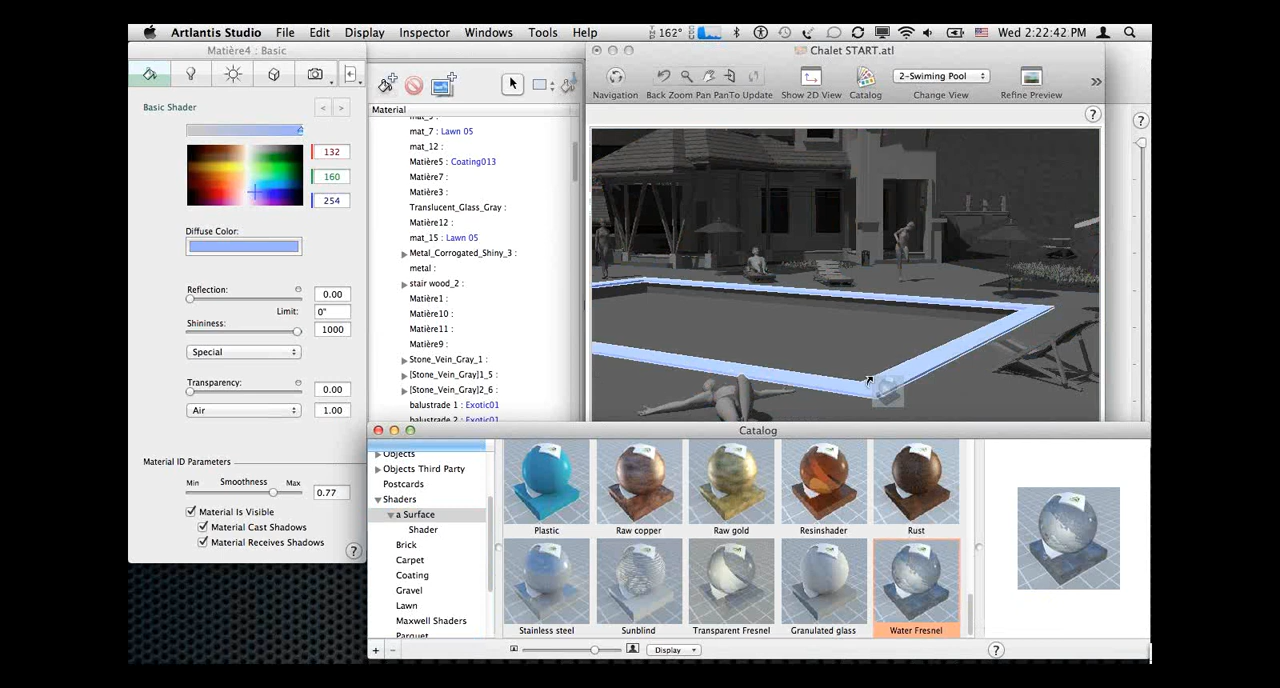 Artlantis Studio File Edit Display Inspector Windows Tools Help 162° Wed 2:22:42 PM
Matière4 : Basic
Chalet START.atl
2-Swiming Pool
Navigation Back Zoom Pan PanTo Update Show 2D View Catalog Change View Refine Preview
Basic Shader
132
160
254
Diffuse Color:
Reflection:
0.00
Limit: 0°
Shininess:
1000
Special
Transparency:
0.00
Air
1.00
Material ID Parameters
Min Smoothness Max
0.77
Material Is Visible
Material Cast Shadows
Material Receives Shadows
Material
mat_7 : Lawn 05
mat_12 :
Matière5 : Coating013
Matière7 :
Matière3 :
Translucent_Glass_Gray :
Matière12 :
mat_15 : Lawn 05
Metal_Corrogated_Shiny_3 :
metal :
stair wood_2 :
Matière1 :
Matière10 :
Matière11 :
Matière9 :
Stone_Vein_Gray_1 :
[Stone_Vein_Gray]1_5 :
[Stone_Vein_Gray]2_6 :
balustrade 1 : Exotic01
balustrade 2 : Exotic01
Catalog
Objects
Objects Third Party
Postcards
Shaders
a Surface
Shader
Brick
Carpet
Coating
Gravel
Lawn
Maxwell Shaders
Parquet
Plastic Raw copper Raw gold Resinshader Rust
Stainless steel Sunblind Transparent Fresnel Granulated glass Water Fresnel
Display